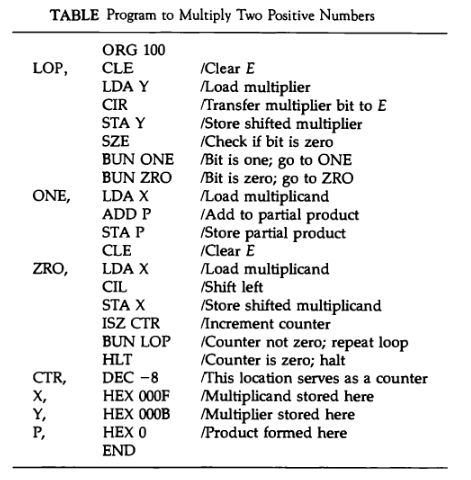 TABLE Program to Multiply Two Positive Numbers
ORG 100
LOP, CLE /Clear E
LDA Y /Load multiplier
CIR /Transfer multiplier bit to E
STA Y /Store shifted multiplier
SZE /Check if bit is zero
BUN ONE /Bit is one; go to ONE
BUN ZRO /Bit is zero; go to ZRO
ONE, LDA X /Load multiplicand
ADD P /Add to partial product
STA P /Store partial product
CLE /Clear E
ZRO, LDA X /Load multiplicand
CIL /Shift left
STA X /Store shifted multiplicand
ISZ CTR /Increment counter
BUN LOP /Counter not zero; repeat loop
HLT /Counter is zero; halt
CTR, DEC −8 /This location serves as a counter
X, HEX 000F /Multiplicand stored here
Y, HEX 000B /Multiplier stored here
P, HEX 0 /Product formed here
END